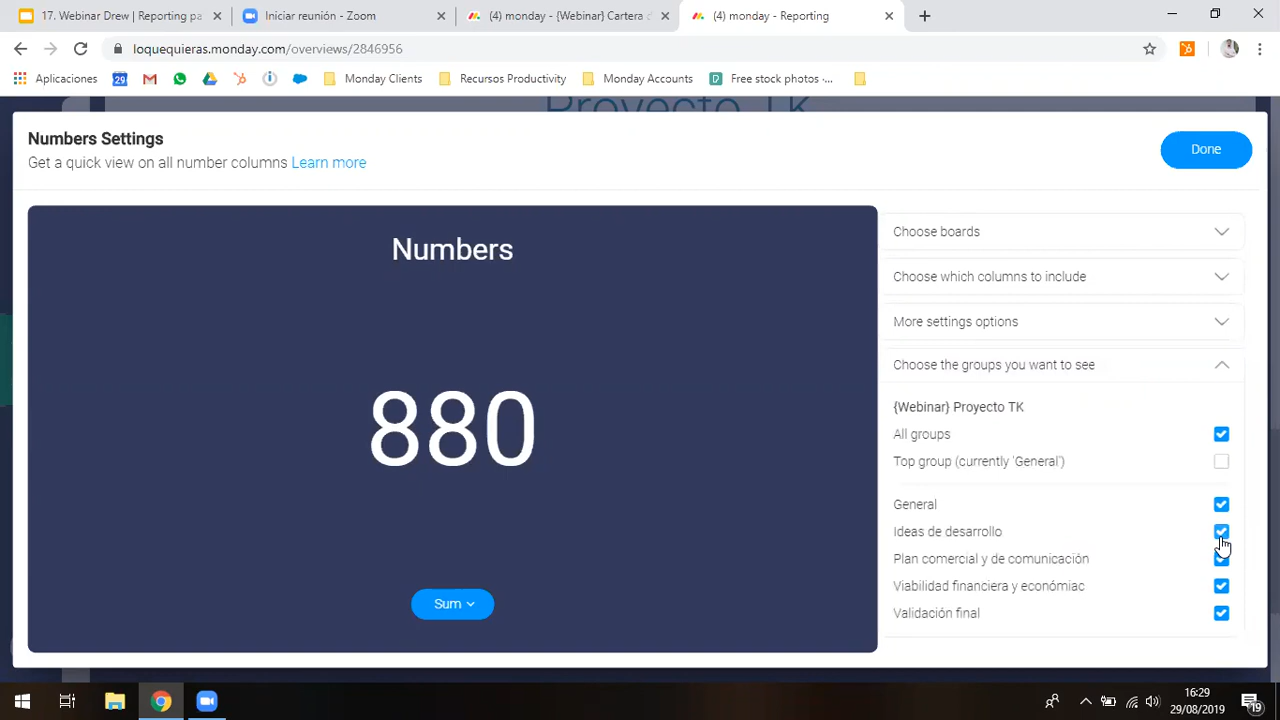 17. Webinar Drew | Reporting pa
Iniciar reunión - Zoom
(4) monday - {Webinar} Cartera c
(4) monday - Reporting
loquequieras.monday.com/overviews/2846956
Aplicaciones
29
Monday Clients
Recursos Productivity
Monday Accounts
Free stock photos -...
Proyecto TK
Numbers Settings
Get a quick view on all number columns Learn more
Done
Numbers
880
Sum
Choose boards
Choose which columns to include
More settings options
Choose the groups you want to see
{Webinar} Proyecto TK
All groups
Top group (currently 'General')
General
Ideas de desarrollo
Plan comercial y de comunicación
Viabilidad financiera y económiac
Validación final
16:29
29/08/2019
19